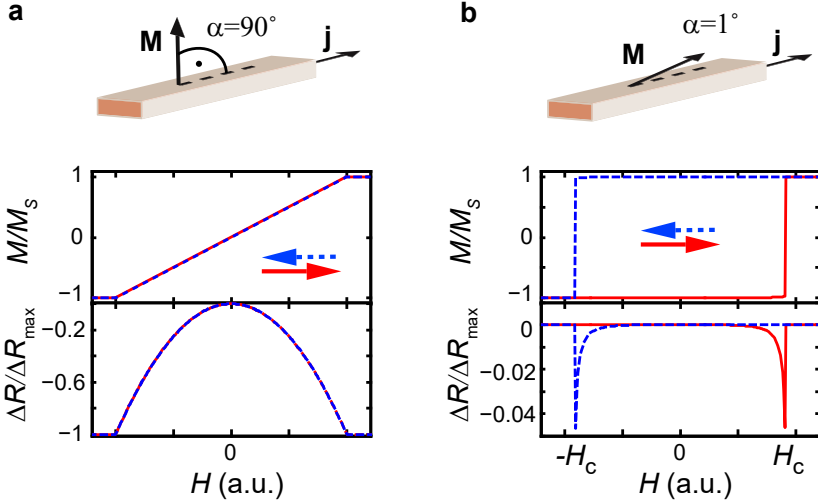 a
M
α=90°
j
M/M_S
1
0
−1
ΔR/ΔR_max
−0.2
−0.6
−1
0
H (a.u.)
b
M
α=1°
j
M/M_S
1
0
−1
ΔR/ΔR_max
0
−0.02
−0.04
-H_c
0
H_c
H (a.u.)